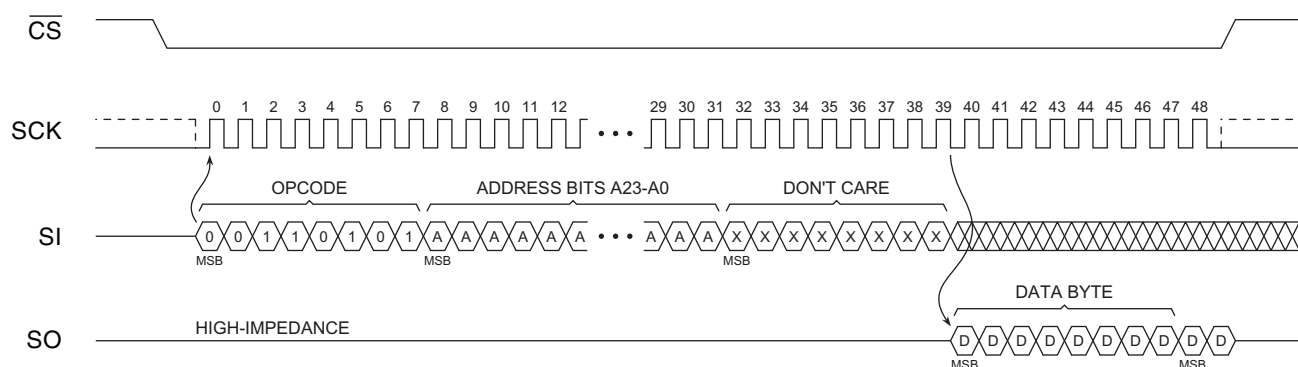 CS
SCK
0 1 2 3 4 5 6 7 8 9 10 11 12 29 30 31 32 33 34 35 36 37 38 39 40 41 42 43 44 45 46 47 48
OPCODE ADDRESS BITS A23-A0 DON'T CARE
SI
0 0 1 1 0 1 0 1 A A A A A A A A A X X X X X X X X
MSB MSB MSB
DATA BYTE
SO
HIGH-IMPEDANCE
D D D D D D D D D D
MSB MSB